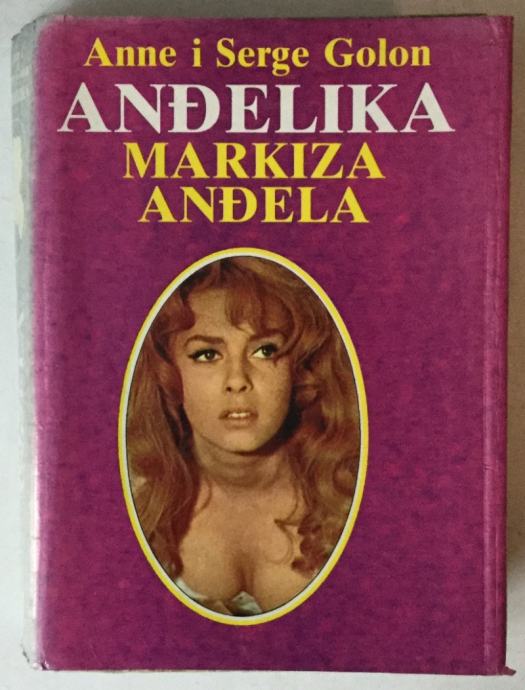 Anne i Serge Golon
ANĐELIKA
MARKIZA
ANĐELA